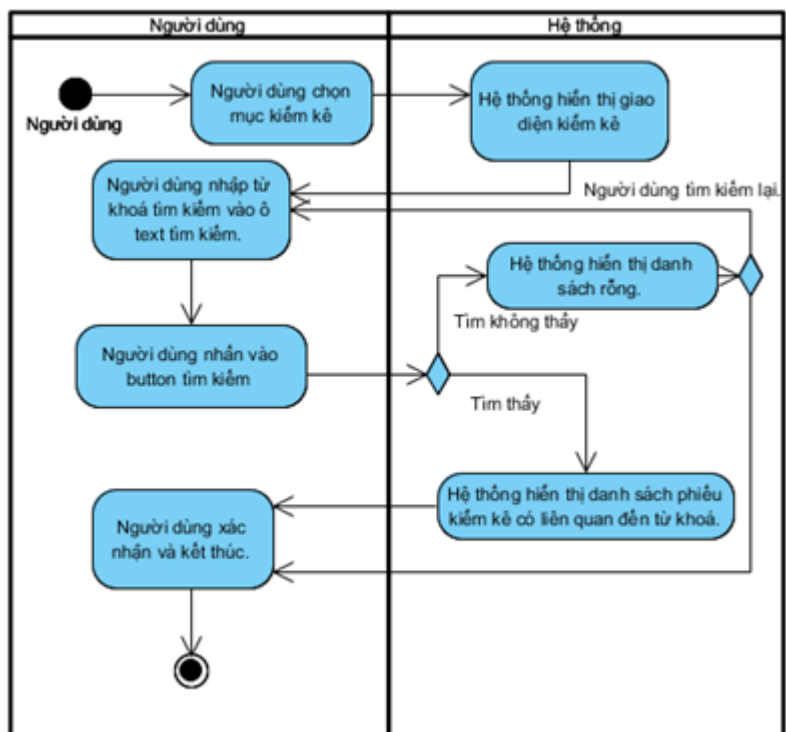 Người dùng
Hệ thống
Người dùng
Người dùng chọn
mục kiểm kê
Hệ thống hiển thị giao
diện kiểm kê
Người dùng nhập từ
khoá tìm kiếm vào ô
text tìm kiếm.
Người dùng tìm kiếm lại.
Hệ thống hiển thị danh
sách rỗng.
Tìm không thấy
Người dùng nhấn vào
button tìm kiếm
Tìm thấy
Hệ thống hiển thị danh sách phiếu
kiểm kê có liên quan đến từ khoá.
Người dùng xác
nhận và kết thúc.